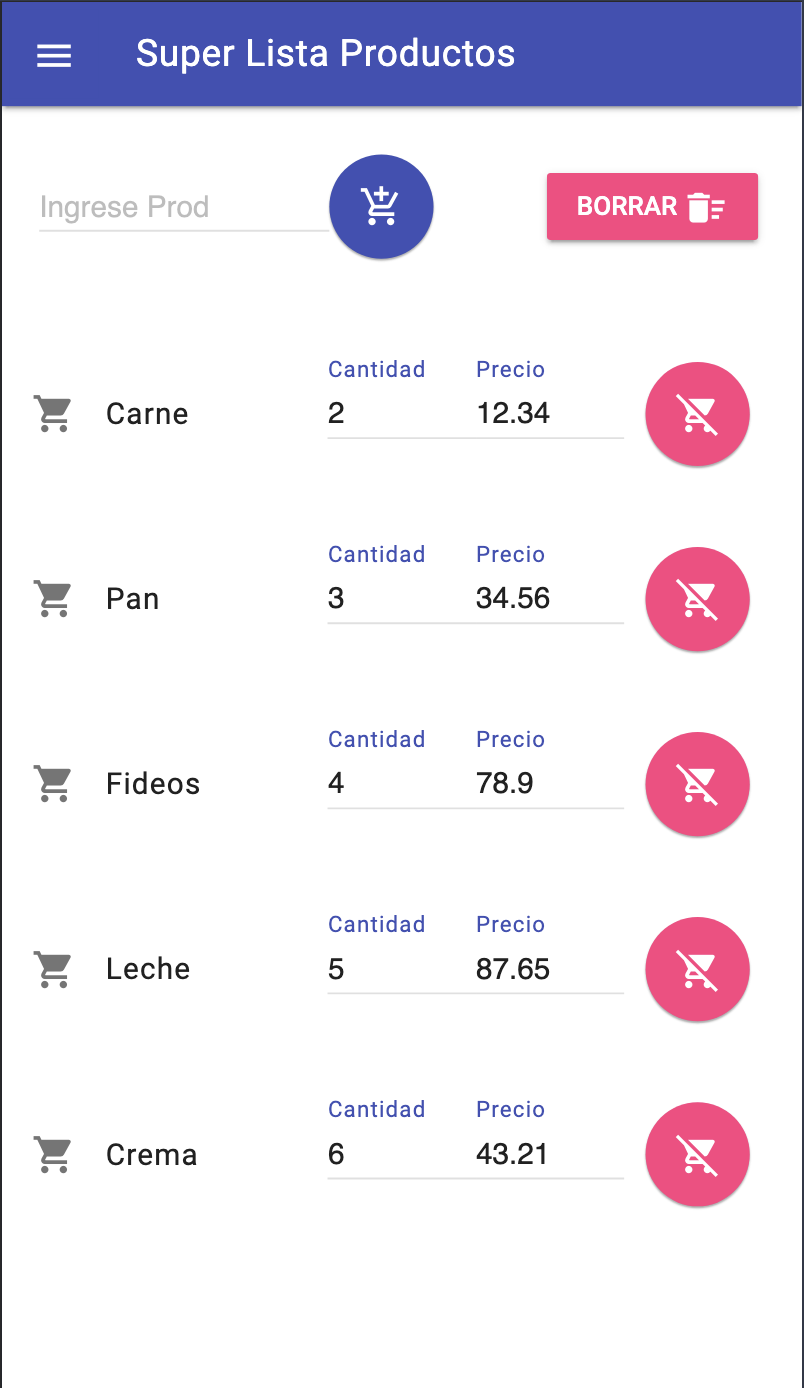 Super Lista Productos
Ingrese Prod
BORRAR
Cantidad Precio
Carne 2 12.34
Cantidad Precio
Pan 3 34.56
Cantidad Precio
Fideos 4 78.9
Cantidad Precio
Leche 5 87.65
Cantidad Precio
Crema 6 43.21